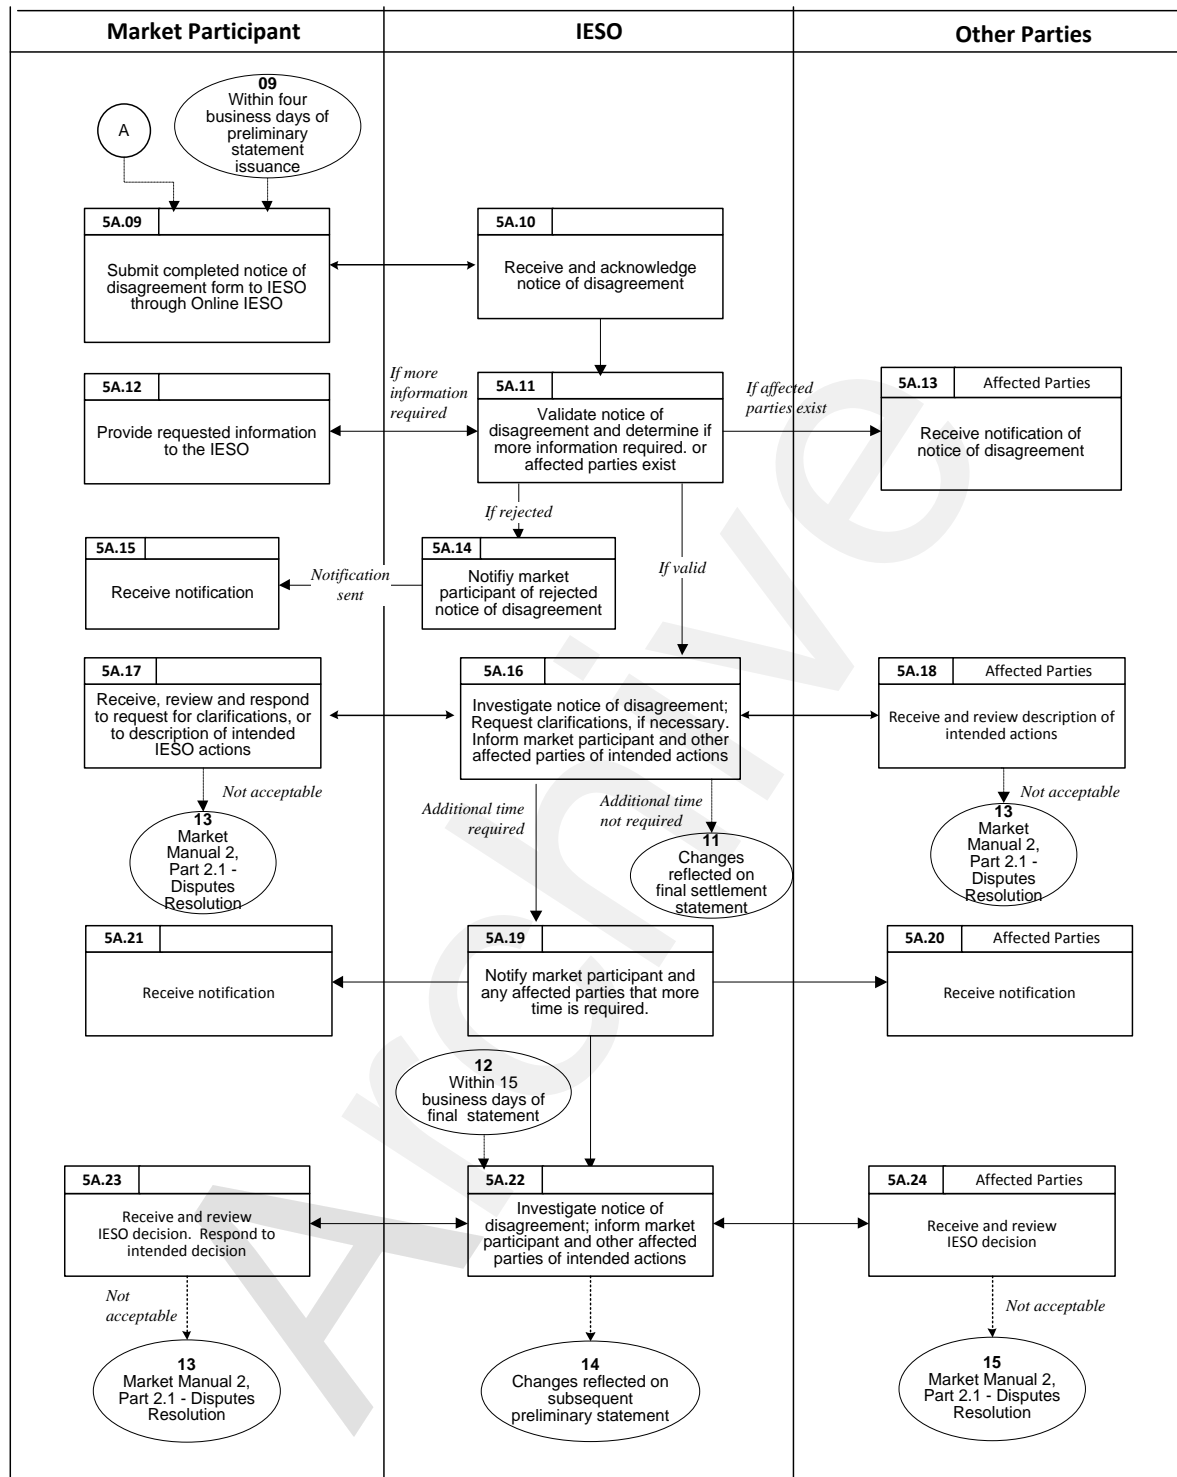 Market Participant
IESO
Other Parties
A
09
Within four
business days of
preliminary
statement
issuance
5A.09
Submit completed notice of
disagreement form to IESO
through Online IESO
5A.10
Receive and acknowledge
notice of disagreement
5A.12
Provide requested information
to the IESO
If more
information
required
5A.11
Validate notice of
disagreement and determine if
more information required. or
affected parties exist
If affected
parties exist
5A.13
Affected Parties
Receive notification of
notice of disagreement
If rejected
If valid
5A.15
Receive notification
Notification
sent
5A.14
Notifiy market
participant of rejected
notice of disagreement
5A.17
Receive, review and respond
to request for clarifications, or
to description of intended
IESO actions
5A.16
Investigate notice of disagreement;
Request clarifications, if necessary.
Inform market participant and other
affected parties of intended actions
5A.18
Affected Parties
Receive and review description of
intended actions
Not acceptable
13
Market
Manual 2,
Part 2.1 -
Disputes
Resolution
Additional time
required
Additional time
not required
11
Changes
reflected on
final settlement
statement
Not acceptable
13
Market
Manual 2,
Part 2.1 -
Disputes
Resolution
5A.21
Receive notification
5A.19
Notify market participant and
any affected parties that more
time is required.
5A.20
Affected Parties
Receive notification
12
Within 15
business days of
final statement
5A.23
Receive and review
IESO decision. Respond to
intended decision
5A.22
Investigate notice of
disagreement; inform market
participant and other affected
parties of intended actions
5A.24
Affected Parties
Receive and review
IESO decision
Not
acceptable
13
Market Manual 2,
Part 2.1 - Disputes
Resolution
14
Changes reflected on
subsequent
preliminary statement
Not acceptable
15
Market Manual 2,
Part 2.1 - Disputes
Resolution
Archive